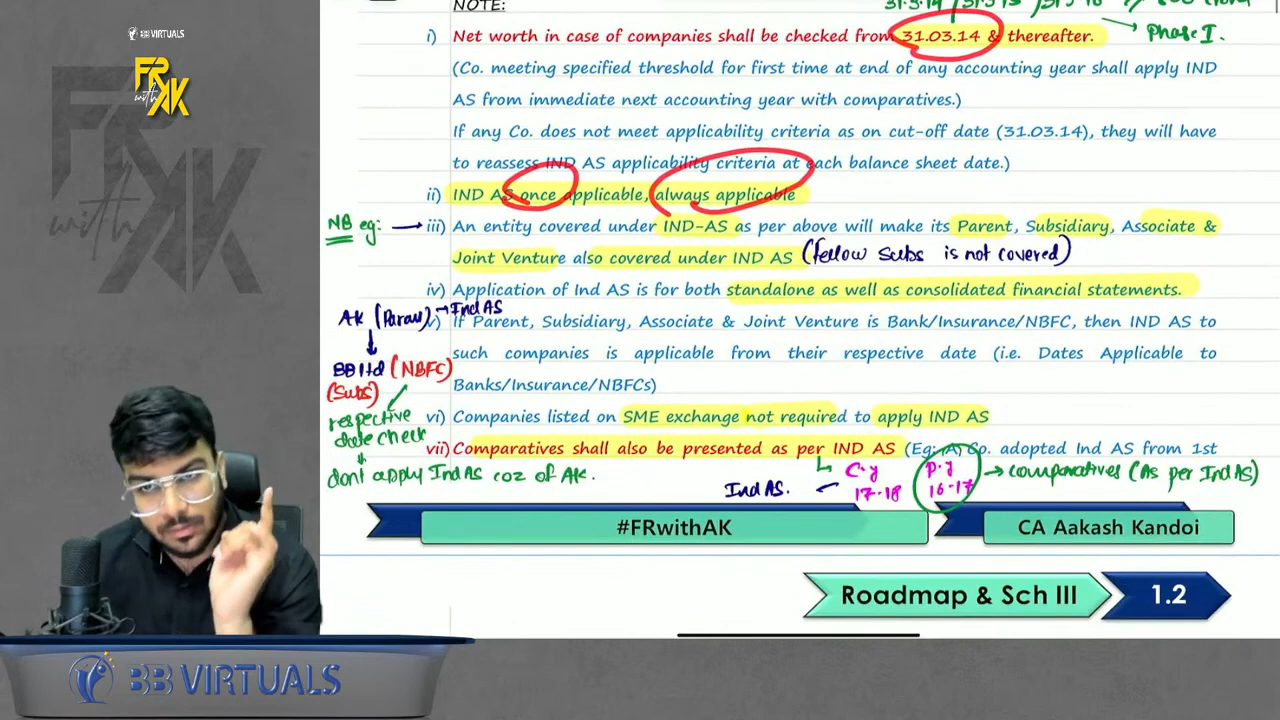 BB VIRTUALS
FR
with
AK
FR
with
AK
NOTE:
31.3.14
Phase I.
i) Net worth in case of companies shall be checked from 31.03.14 & thereafter.
(Co. meeting specified threshold for first time at end of any accounting year shall apply IND
AS from immediate next accounting year with comparatives.)
If any Co. does not meet applicability criteria as on cut-off date (31.03.14), they will have
to reassess IND AS applicability criteria at each balance sheet date.)
ii) IND AS once applicable, always applicable
NB eg: iii) An entity covered under IND-AS as per above will make its Parent, Subsidiary, Associate &
Joint Venture also covered under IND AS (fellow subs is not covered)
iv) Application of Ind AS is for both standalone as well as consolidated financial statements.
AK (Parent) Ind AS
v) If Parent, Subsidiary, Associate & Joint Venture is Bank/Insurance/NBFC, then IND AS to
such companies is applicable from their respective date (i.e. Dates Applicable to
BB ltd (NBFC)
Banks/Insurance/NBFCs)
(Subs)
respective
date check
vi) Companies listed on SME exchange not required to apply IND AS
vii) Comparatives shall also be presented as per IND AS (Eg: (A) Co. adopted Ind AS from 1st
dont apply Ind AS coz of AK.
C.y P.y comparatives (As per Ind AS)
Ind AS. 17-18 16-17
#FRwithAK
CA Aakash Kandoi
Roadmap & Sch III
1.2
BB VIRTUALS